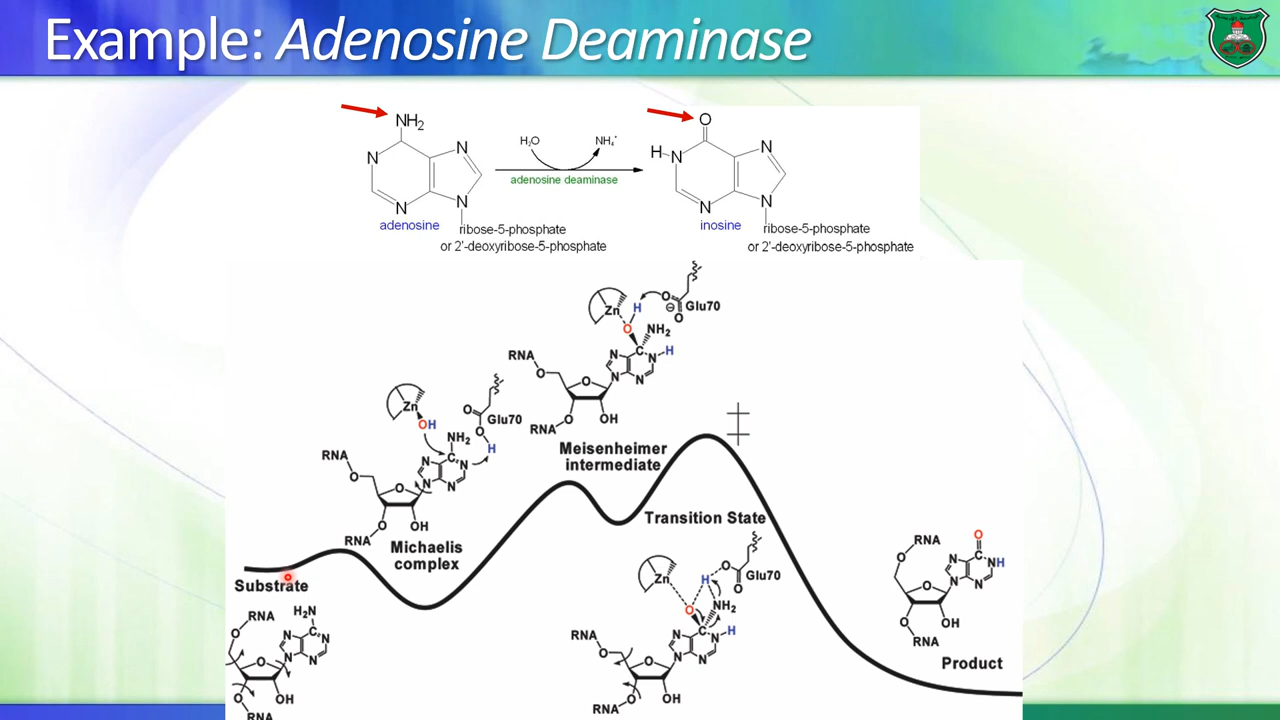 Example: Adenosine Deaminase
NH2
N
N
N
N
adenosine
ribose-5-phosphate
or 2'-deoxyribose-5-phosphate
H2O
NH4+
adenosine deaminase
O
H
N
N
N
N
inosine
ribose-5-phosphate
or 2'-deoxyribose-5-phosphate
Zn
H
O
O
⊖
O
Glu70
NH2
C
N
H
N
N
N
RNA
O
O
O
OH
RNA
Meisenheimer
intermediate
Zn
OH
O
O
Glu70
H
NH2
C
N
N
N
N
RNA
O
O
O
OH
RNA
Michaelis
complex
Substrate
RNA
H2N
O
C
N
N
N
N
O
O
OH
RNA
Transition State
Zn
H
O
O
Glu70
O
NH2
C
N
H
N
N
N
RNA
O
O
O
OH
RNA
O
RNA
C
NH
N
N
N
O
O
O
OH
RNA
Product